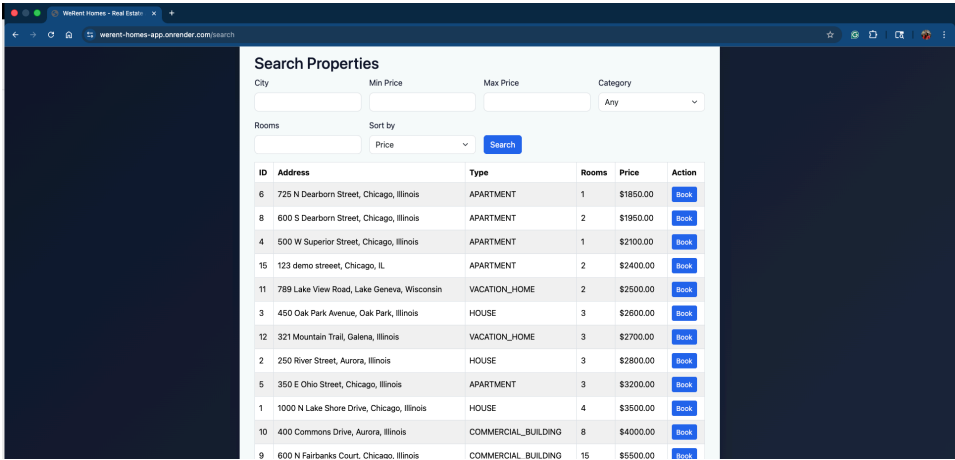 WeRent Homes - Real Estate
werent-homes-app.onrender.com/search
Search Properties
City Min Price Max Price Category
Any
Rooms Sort by
Price Search
ID Address Type Rooms Price Action
6 725 N Dearborn Street, Chicago, Illinois APARTMENT 1 $1850.00 Book
8 600 S Dearborn Street, Chicago, Illinois APARTMENT 2 $1950.00 Book
4 500 W Superior Street, Chicago, Illinois APARTMENT 1 $2100.00 Book
15 123 demo streeet, Chicago, IL APARTMENT 2 $2400.00 Book
11 789 Lake View Road, Lake Geneva, Wisconsin VACATION_HOME 2 $2500.00 Book
3 450 Oak Park Avenue, Oak Park, Illinois HOUSE 3 $2600.00 Book
12 321 Mountain Trail, Galena, Illinois VACATION_HOME 3 $2700.00 Book
2 250 River Street, Aurora, Illinois HOUSE 3 $2800.00 Book
5 350 E Ohio Street, Chicago, Illinois APARTMENT 3 $3200.00 Book
1 1000 N Lake Shore Drive, Chicago, Illinois HOUSE 4 $3500.00 Book
10 400 Commons Drive, Aurora, Illinois COMMERCIAL_BUILDING 8 $4000.00 Book
9 600 N Fairbanks Court, Chicago, Illinois COMMERCIAL_BUILDING 15 $5500.00 Book